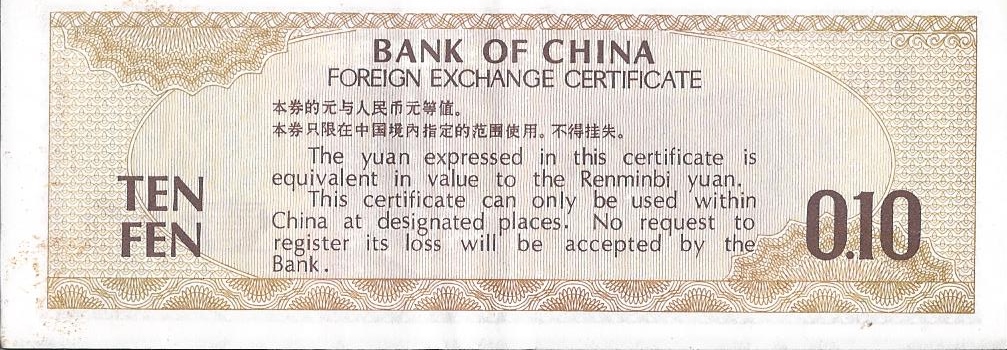 BANK OF CHINA
FOREIGN EXCHANGE CERTIFICATE
本券的元与人民币元等值。
本券只限在中国境内指定的范围使用。不得挂失。
The yuan expressed in this certificate is
equivalent in value to the Renminbi yuan.
This certificate can only be used within
China at designated places. No request to
register its loss will be accepted by the
Bank.
TEN
FEN
0.10